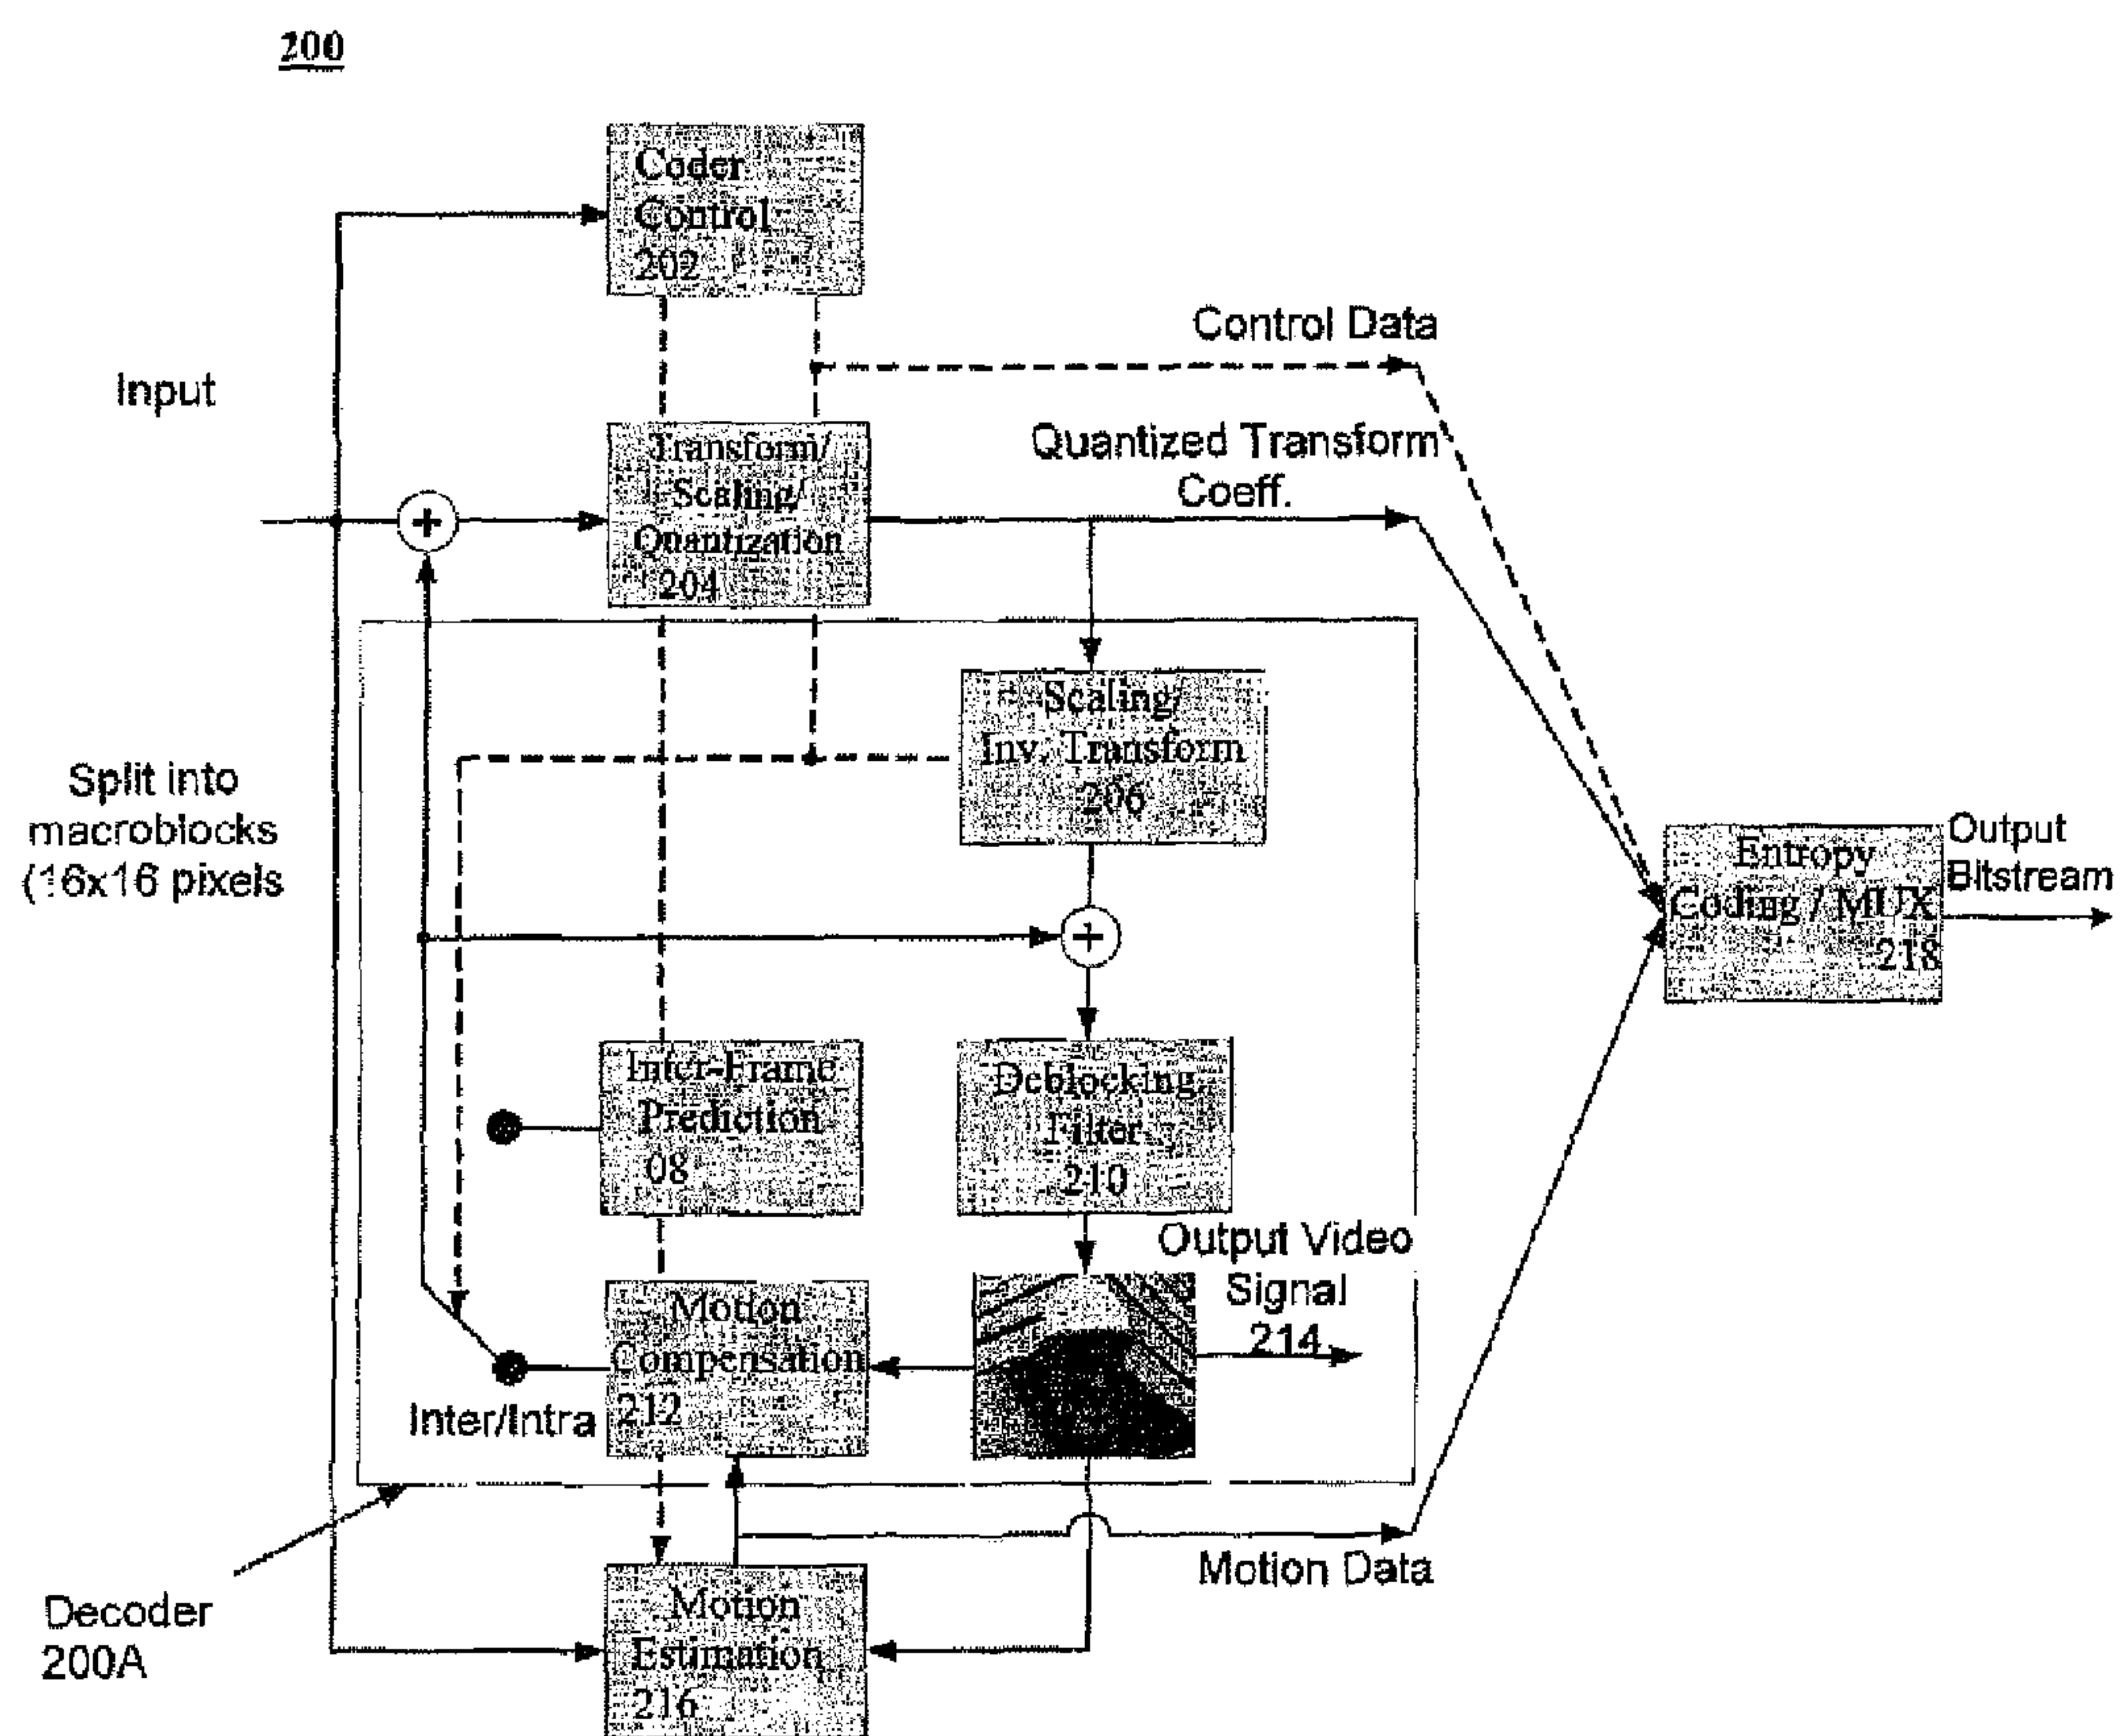 200
Coder
Control
202
Control Data
Input
Quantized Transform
Coeff.
Transform/
Scaling/
Quantization
204
Scaling/
Inv. Transform
206
Split into
macroblocks
(16x16 pixels
Entropy
Coding / MUX
218
Output
Bitstream
Inter-Frame
Prediction
08
Deblocking
Filter
210
Output Video
Signal
214
Motion
Compensation
212
Inter/Intra
Motion Data
Decoder
200A
Motion
Estimation
216